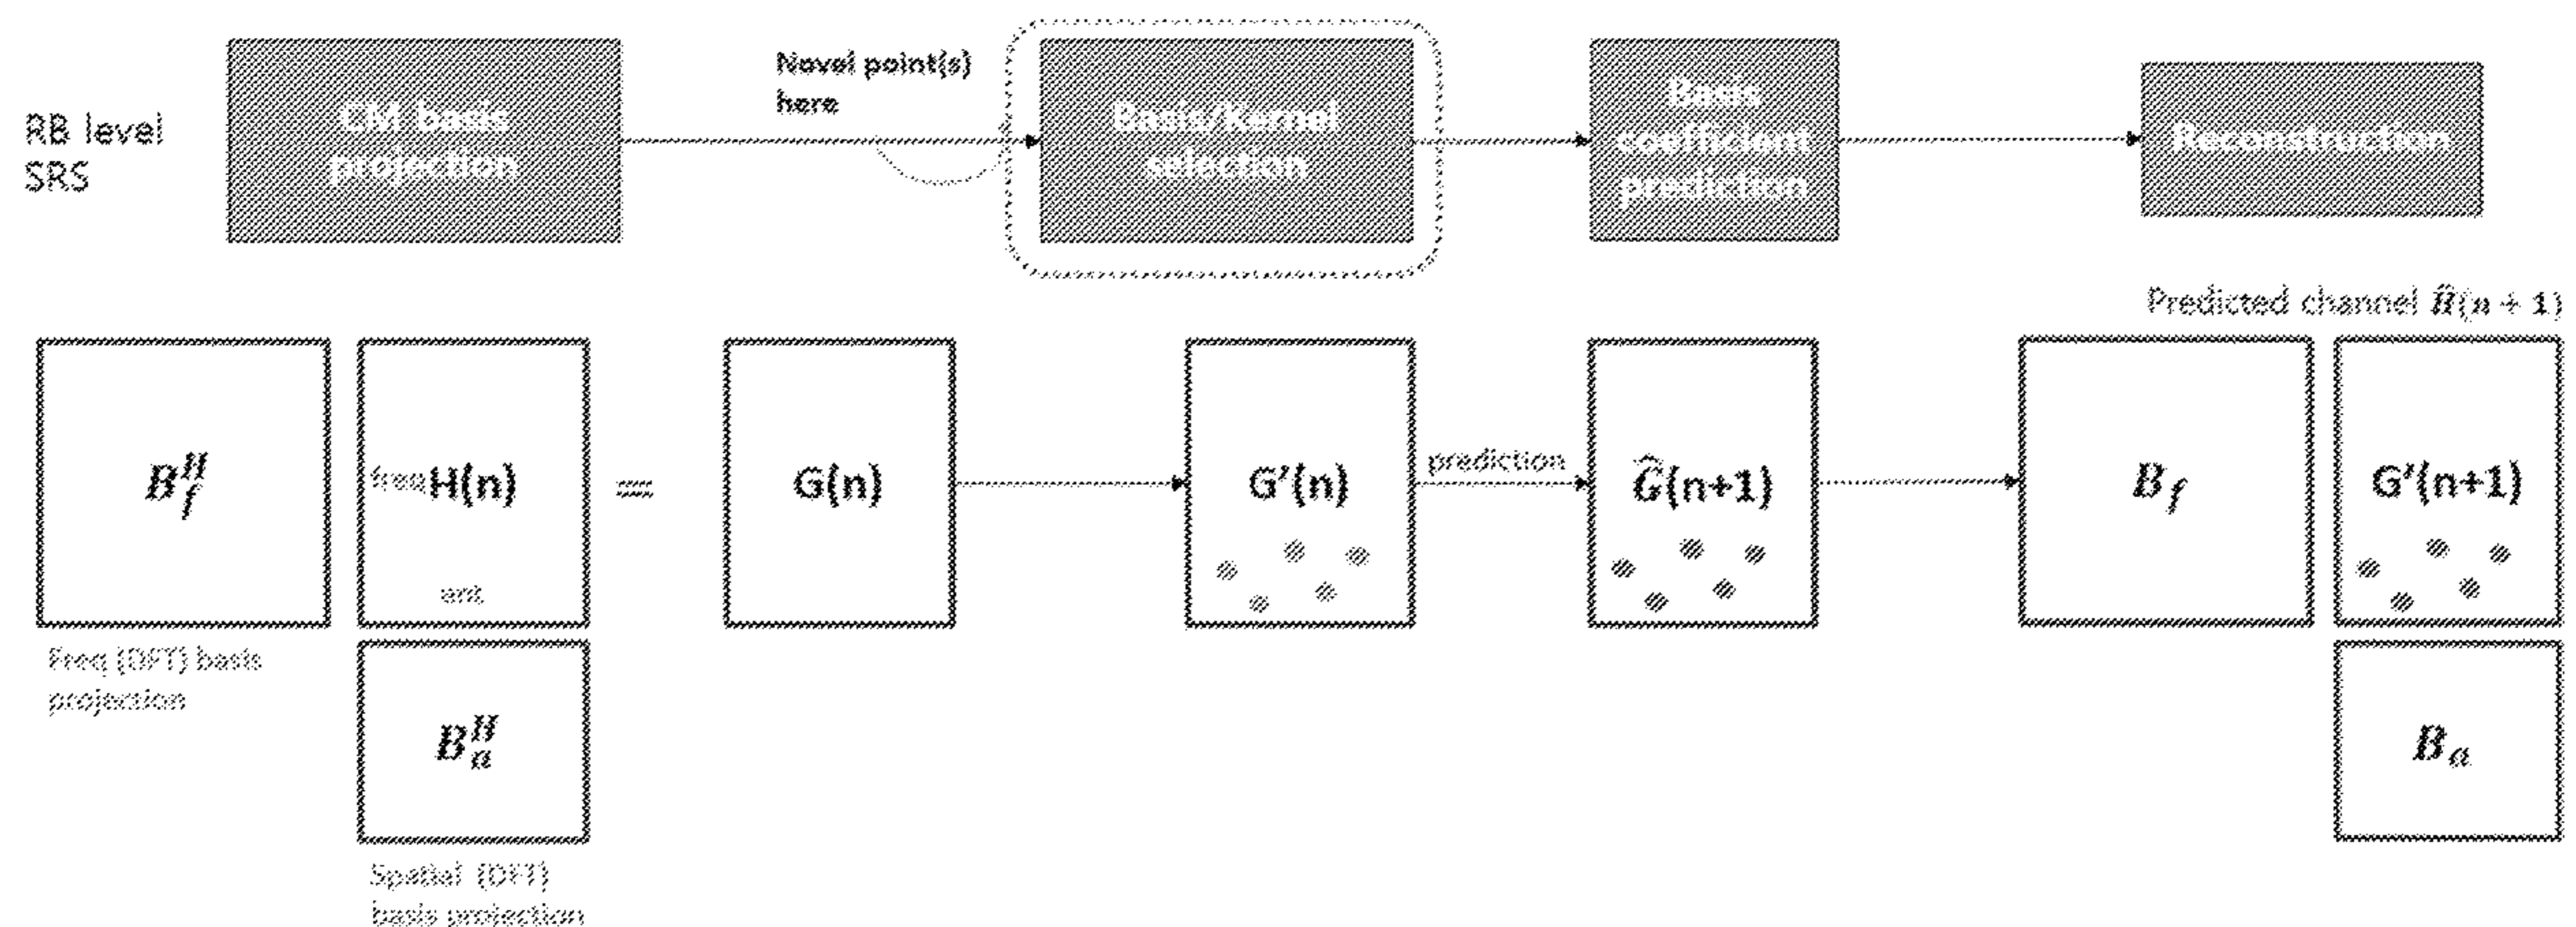 RB level
SRS
CM basis
projection
Novel point(s)
here
Basis/Kernel
selection
Basis
coefficient
prediction
Reconstruction
Predicted channel Ĥ(n + 1)
B_f^H
freq H(n)
ant
=
G(n)
G'(n)
prediction
Ĝ(n+1)
B_f
G'(n+1)
Freq (DFT) basis
projection
B_a^H
B_a
Spatial (DFT)
basis projection